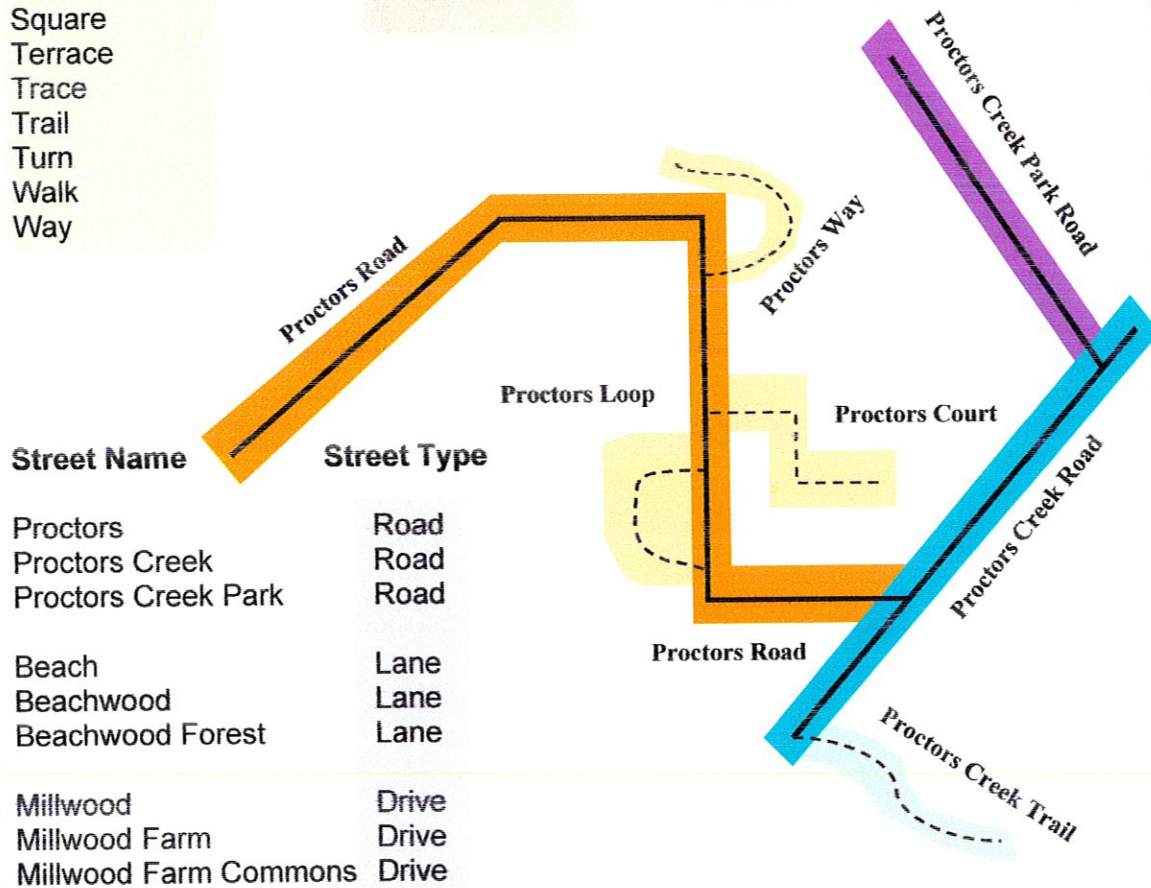 Square
Terrace
Trace
Trail
Turn
Walk
Way
Proctors Creek Park Road
Proctors Road
Proctors Way
Proctors Loop
Proctors Court
Proctors Creek Road
Street Name Street Type
Proctors Road
Proctors Creek Road
Proctors Creek Park Road
Proctors Road
Beach Lane
Beachwood Lane
Beachwood Forest Lane
Proctors Creek Trail
Millwood Drive
Millwood Farm Drive
Millwood Farm Commons Drive